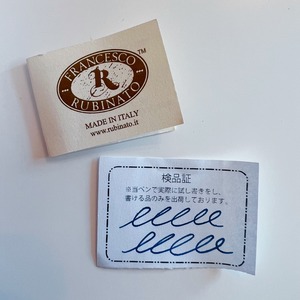 FRANCESCO
R
RUBINATO
TM
MADE IN ITALY
www.rubinato.it
検品証
※当ペンで実際に試し書きをし、
書ける品のみを出荷しております。